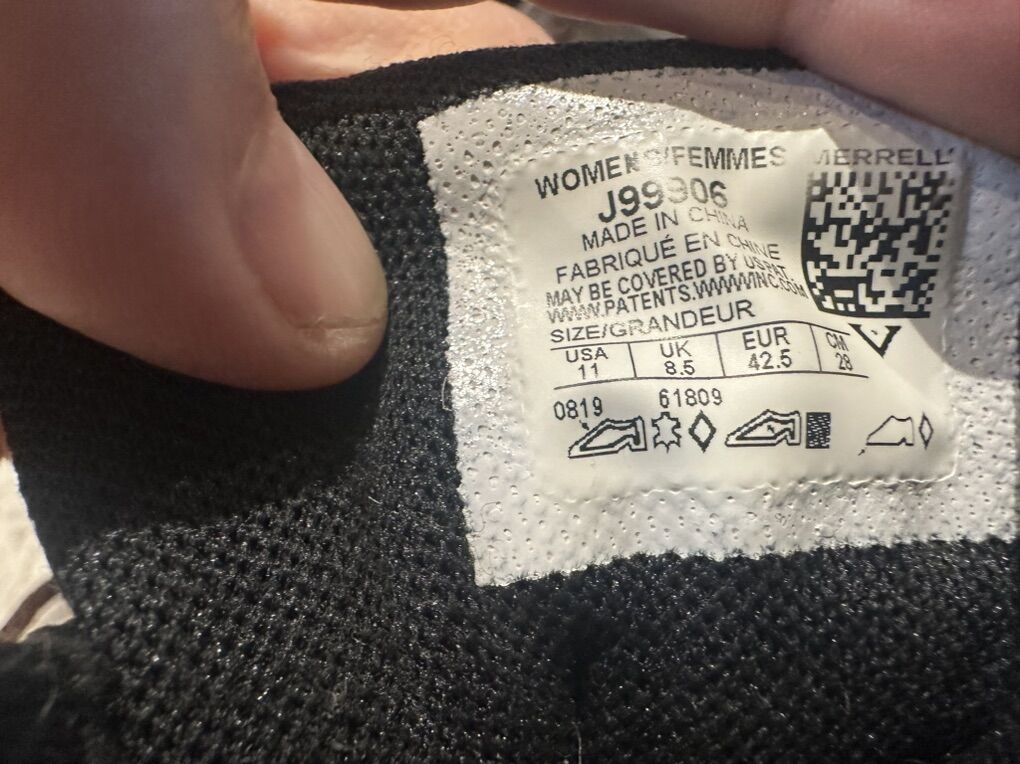 WOMEN'S/FEMMES MERRELL
J99906
MADE IN CHINA
FABRIQUÉ EN CHINE
MAY BE COVERED BY US PAT.
WWW.PATENTS.WWWINC.COM
SIZE/GRANDEUR
USA UK EUR CM
11 8.5 42.5 28
0819 61809